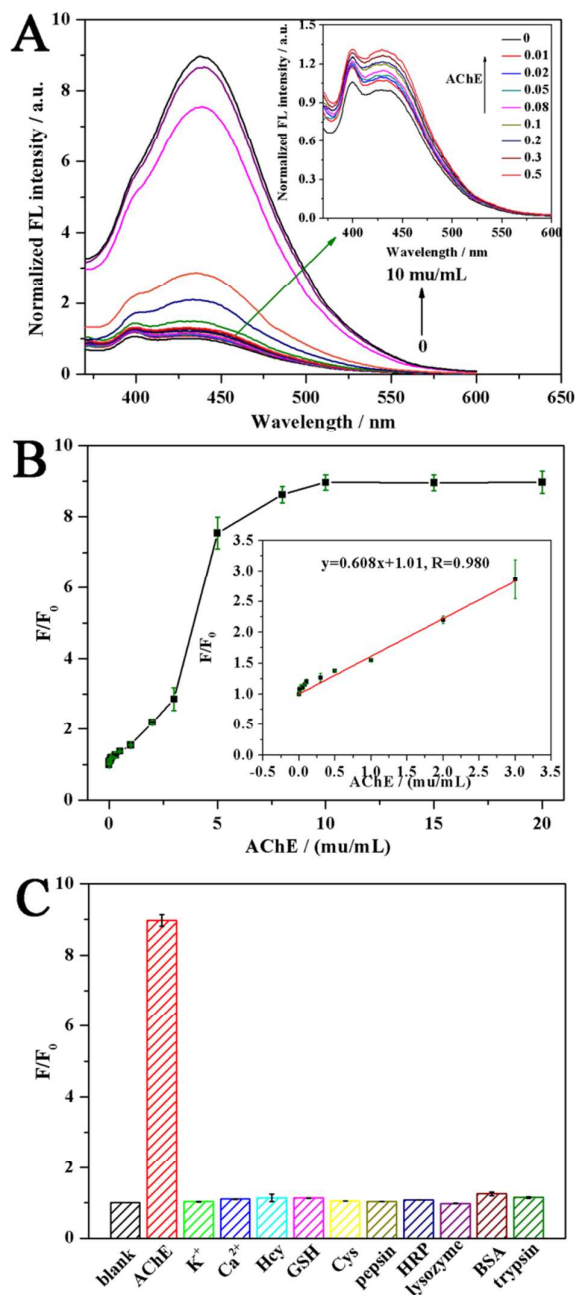 A
Normalized FL intensity / a.u.
10
8
6
4
2
0
400
450
500
550
600
650
Wavelength / nm
10 mu/mL
0
Normalized FL intensity / a.u.
1.5
1.2
0.9
0.6
0.3
0.0
400
450
500
550
600
Wavelength / nm
AChE
0
0.01
0.02
0.05
0.08
0.1
0.2
0.3
0.5
B
F/F0
10
8
6
4
2
0
0
5
10
15
20
AChE / (mu/mL)
y=0.608x+1.01, R=0.980
F/F0
3.5
3.0
2.5
2.0
1.5
1.0
0.5
0.0
-0.5
0.0
0.5
1.0
1.5
2.0
2.5
3.0
3.5
AChE / (mu/mL)
C
F/F0
10
8
6
4
2
0
blank
AChE
K+
Ca2+
Hcy
GSH
Cys
pepsin
HRP
lysozyme
BSA
trypsin